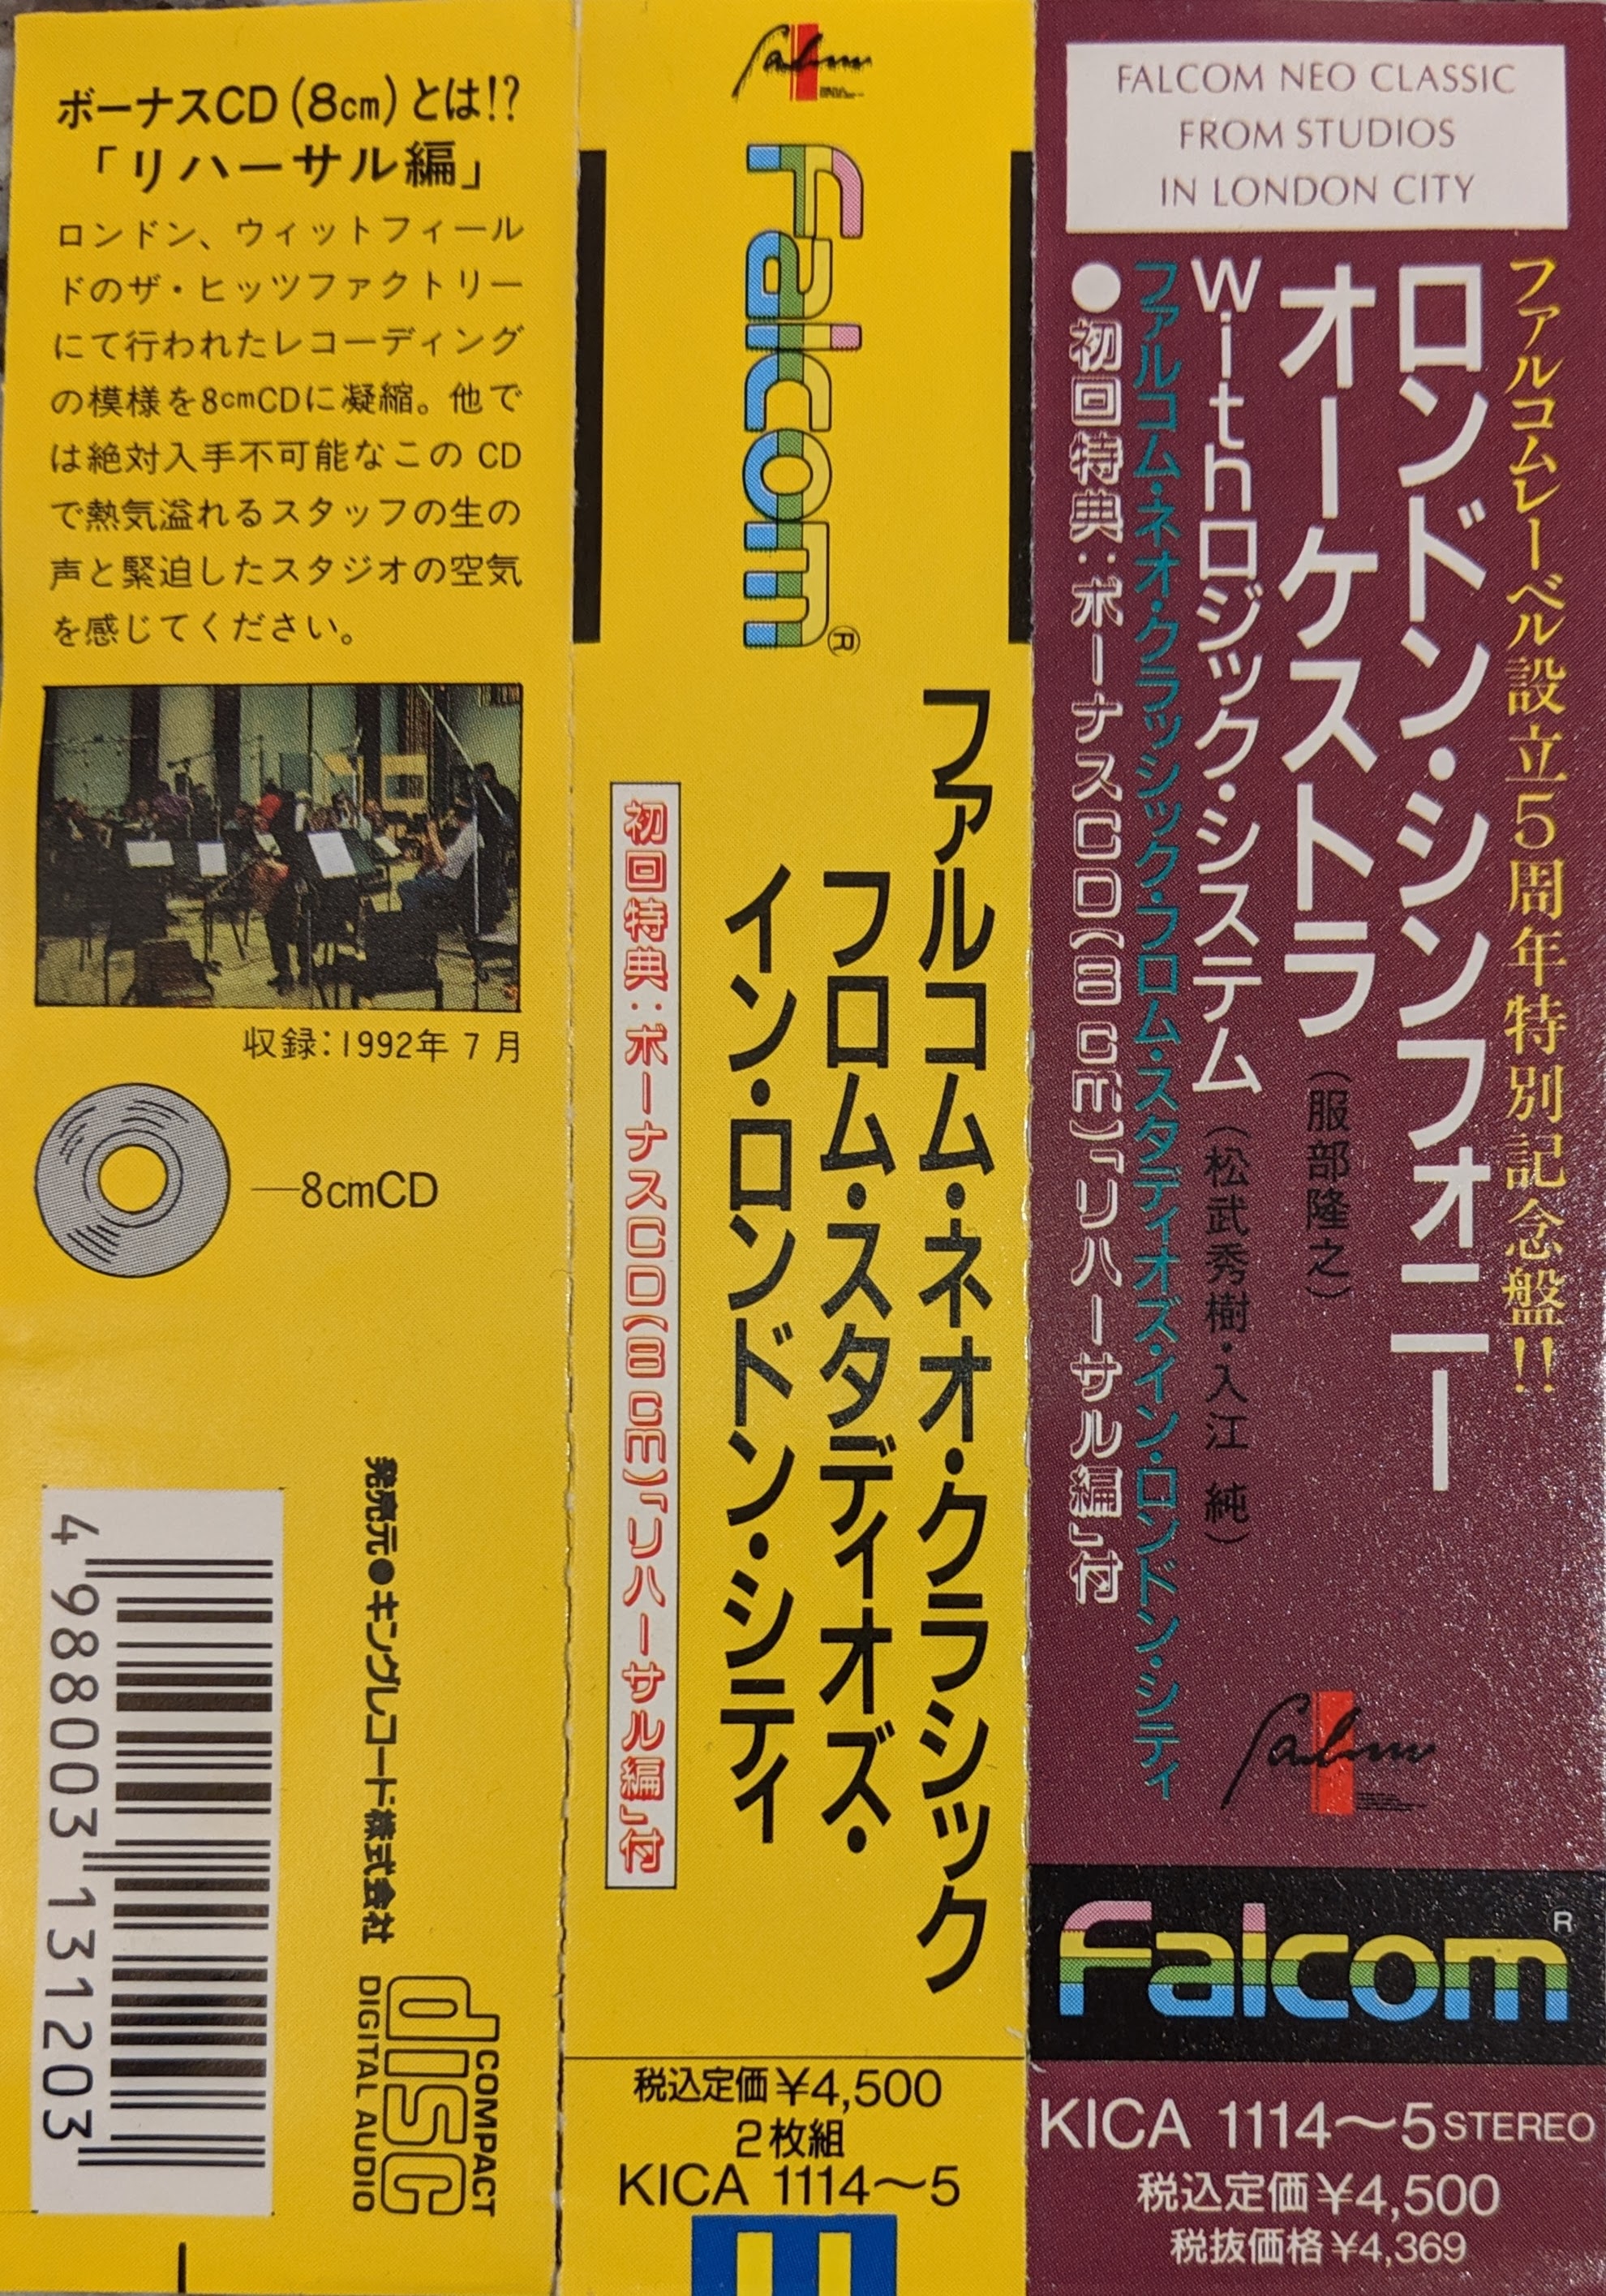 ボーナスCD(8cm)とは!?
「リハーサル編」
ロンドン、ウィットフィール
ドのザ・ヒッツファクトリー
にて行われたレコーディング
の模様を8cmCDに凝縮。他で
は絶対入手不可能なこの CD
で熱気溢れるスタッフの生の
声と緊迫したスタジオの空気
を感じてください。
収録:1992年 7 月
8cmCD
発売元●キングレコード株式会社
4 988003 131203
COMPACT
disc
DIGITAL AUDIO
falcom
Falcom®
ファルコム・ネオ・クラシック
フロム・スタディオズ・
イン・ロンドン・シティ
初回特典:ボーナスCD(8cm)「リハーサル編」付
税込定価¥4,500
2枚組
KICA 1114〜5
FALCOM NEO CLASSIC
FROM STUDIOS
IN LONDON CITY
ファルコムレーベル設立5周年特別記念盤!!
ロンドン・シンフォニー
オーケストラ(服部隆之)
Withロジック・システム(松武秀樹・入江 純)
ファルコム・ネオ・クラッシック・フロム・スタディオズ・イン・ロンドン・シティ
●初回特典:ボーナスCD(8cm)「リハーサル編」付
falcom
Falcom R
KICA 1114〜5 STEREO
税込定価¥4,500
税抜価格¥4,369